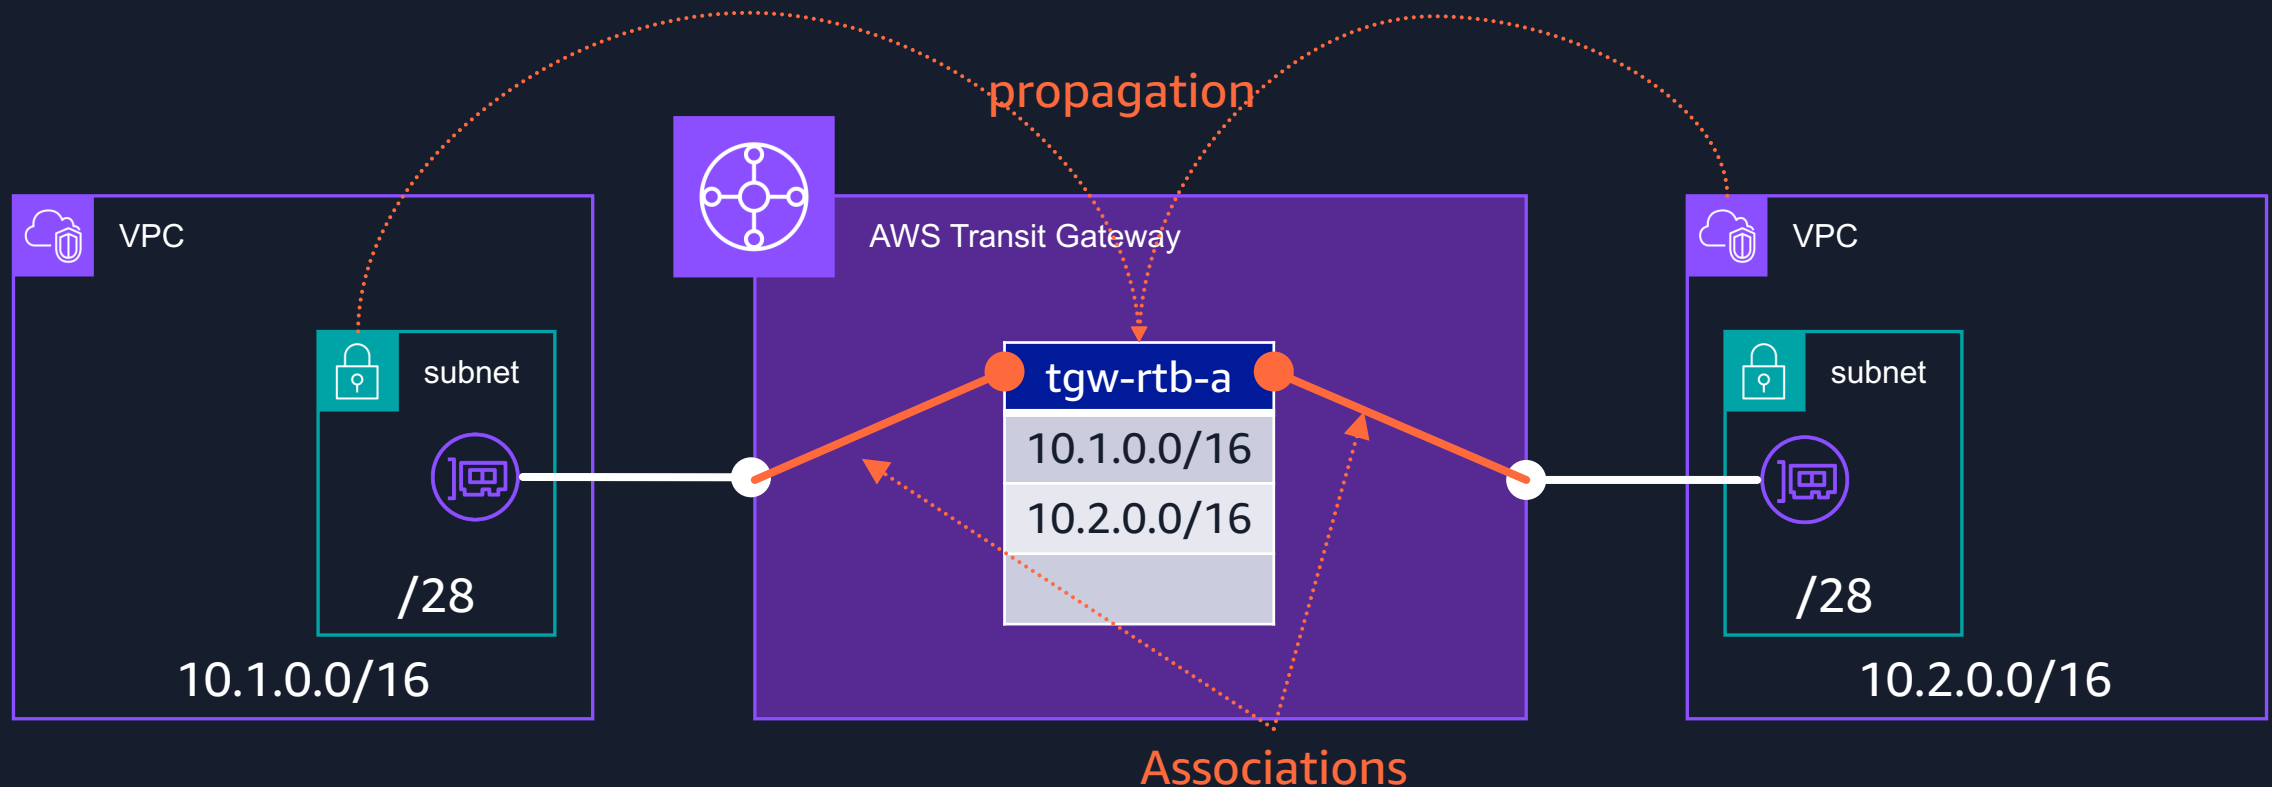 propagation
VPC
AWS Transit Gateway
VPC
subnet
tgw-rtb-a
subnet
10.1.0.0/16
10.2.0.0/16
/28
/28
10.1.0.0/16
10.2.0.0/16
Associations